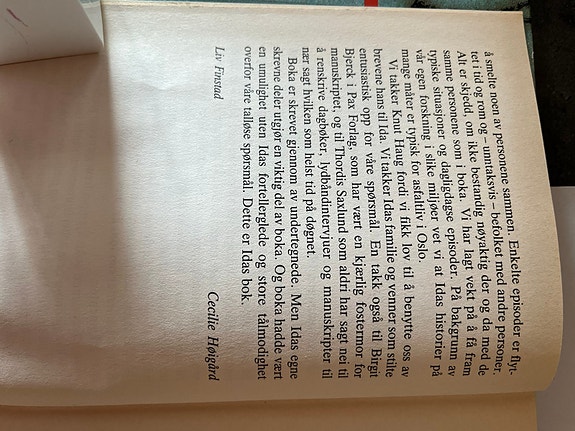 å smelte noen av personene sammen. Enkelte episoder er flyt-
tet i tid og rom og – unntaksvis – befolket med andre personer.
Alt er skjedd, om ikke bestandig nøyaktig der og da med de
samme personene som i boka. Vi har lagt vekt på å få fram
typiske situasjoner og dagligdagse episoder. På bakgrunn av
vår egen forskning i slike miljøer vet vi at Idas historier på
mange måter er typisk for asfaltliv i Oslo.
Vi takker Knut Haug fordi vi fikk lov til å benytte oss av
brevene hans til Ida. Vi takker Idas familie og venner som stilte
entusiastisk opp for våre spørsmål. En takk også til Birgit
Bjerck i Pax Forlag, som har vært en kjærlig fostermor for
manuskriptet, og til Thordis Saxlund som aldri har sagt nei til
å renskrive dagbøker, lydbåndintervjuer og manuskripter til
nær sagt hvilken som helst tid på døgnet.
Boka er skrevet gjennom av undertegnede. Men Idas egne
skrevne deler utgjør en viktig del av boka. Og boka hadde vært
en umulighet uten Idas fortellerglede og store tålmodighet
overfor våre talløse spørsmål. Dette er Idas bok.
Liv Finstad Cecilie Høigård